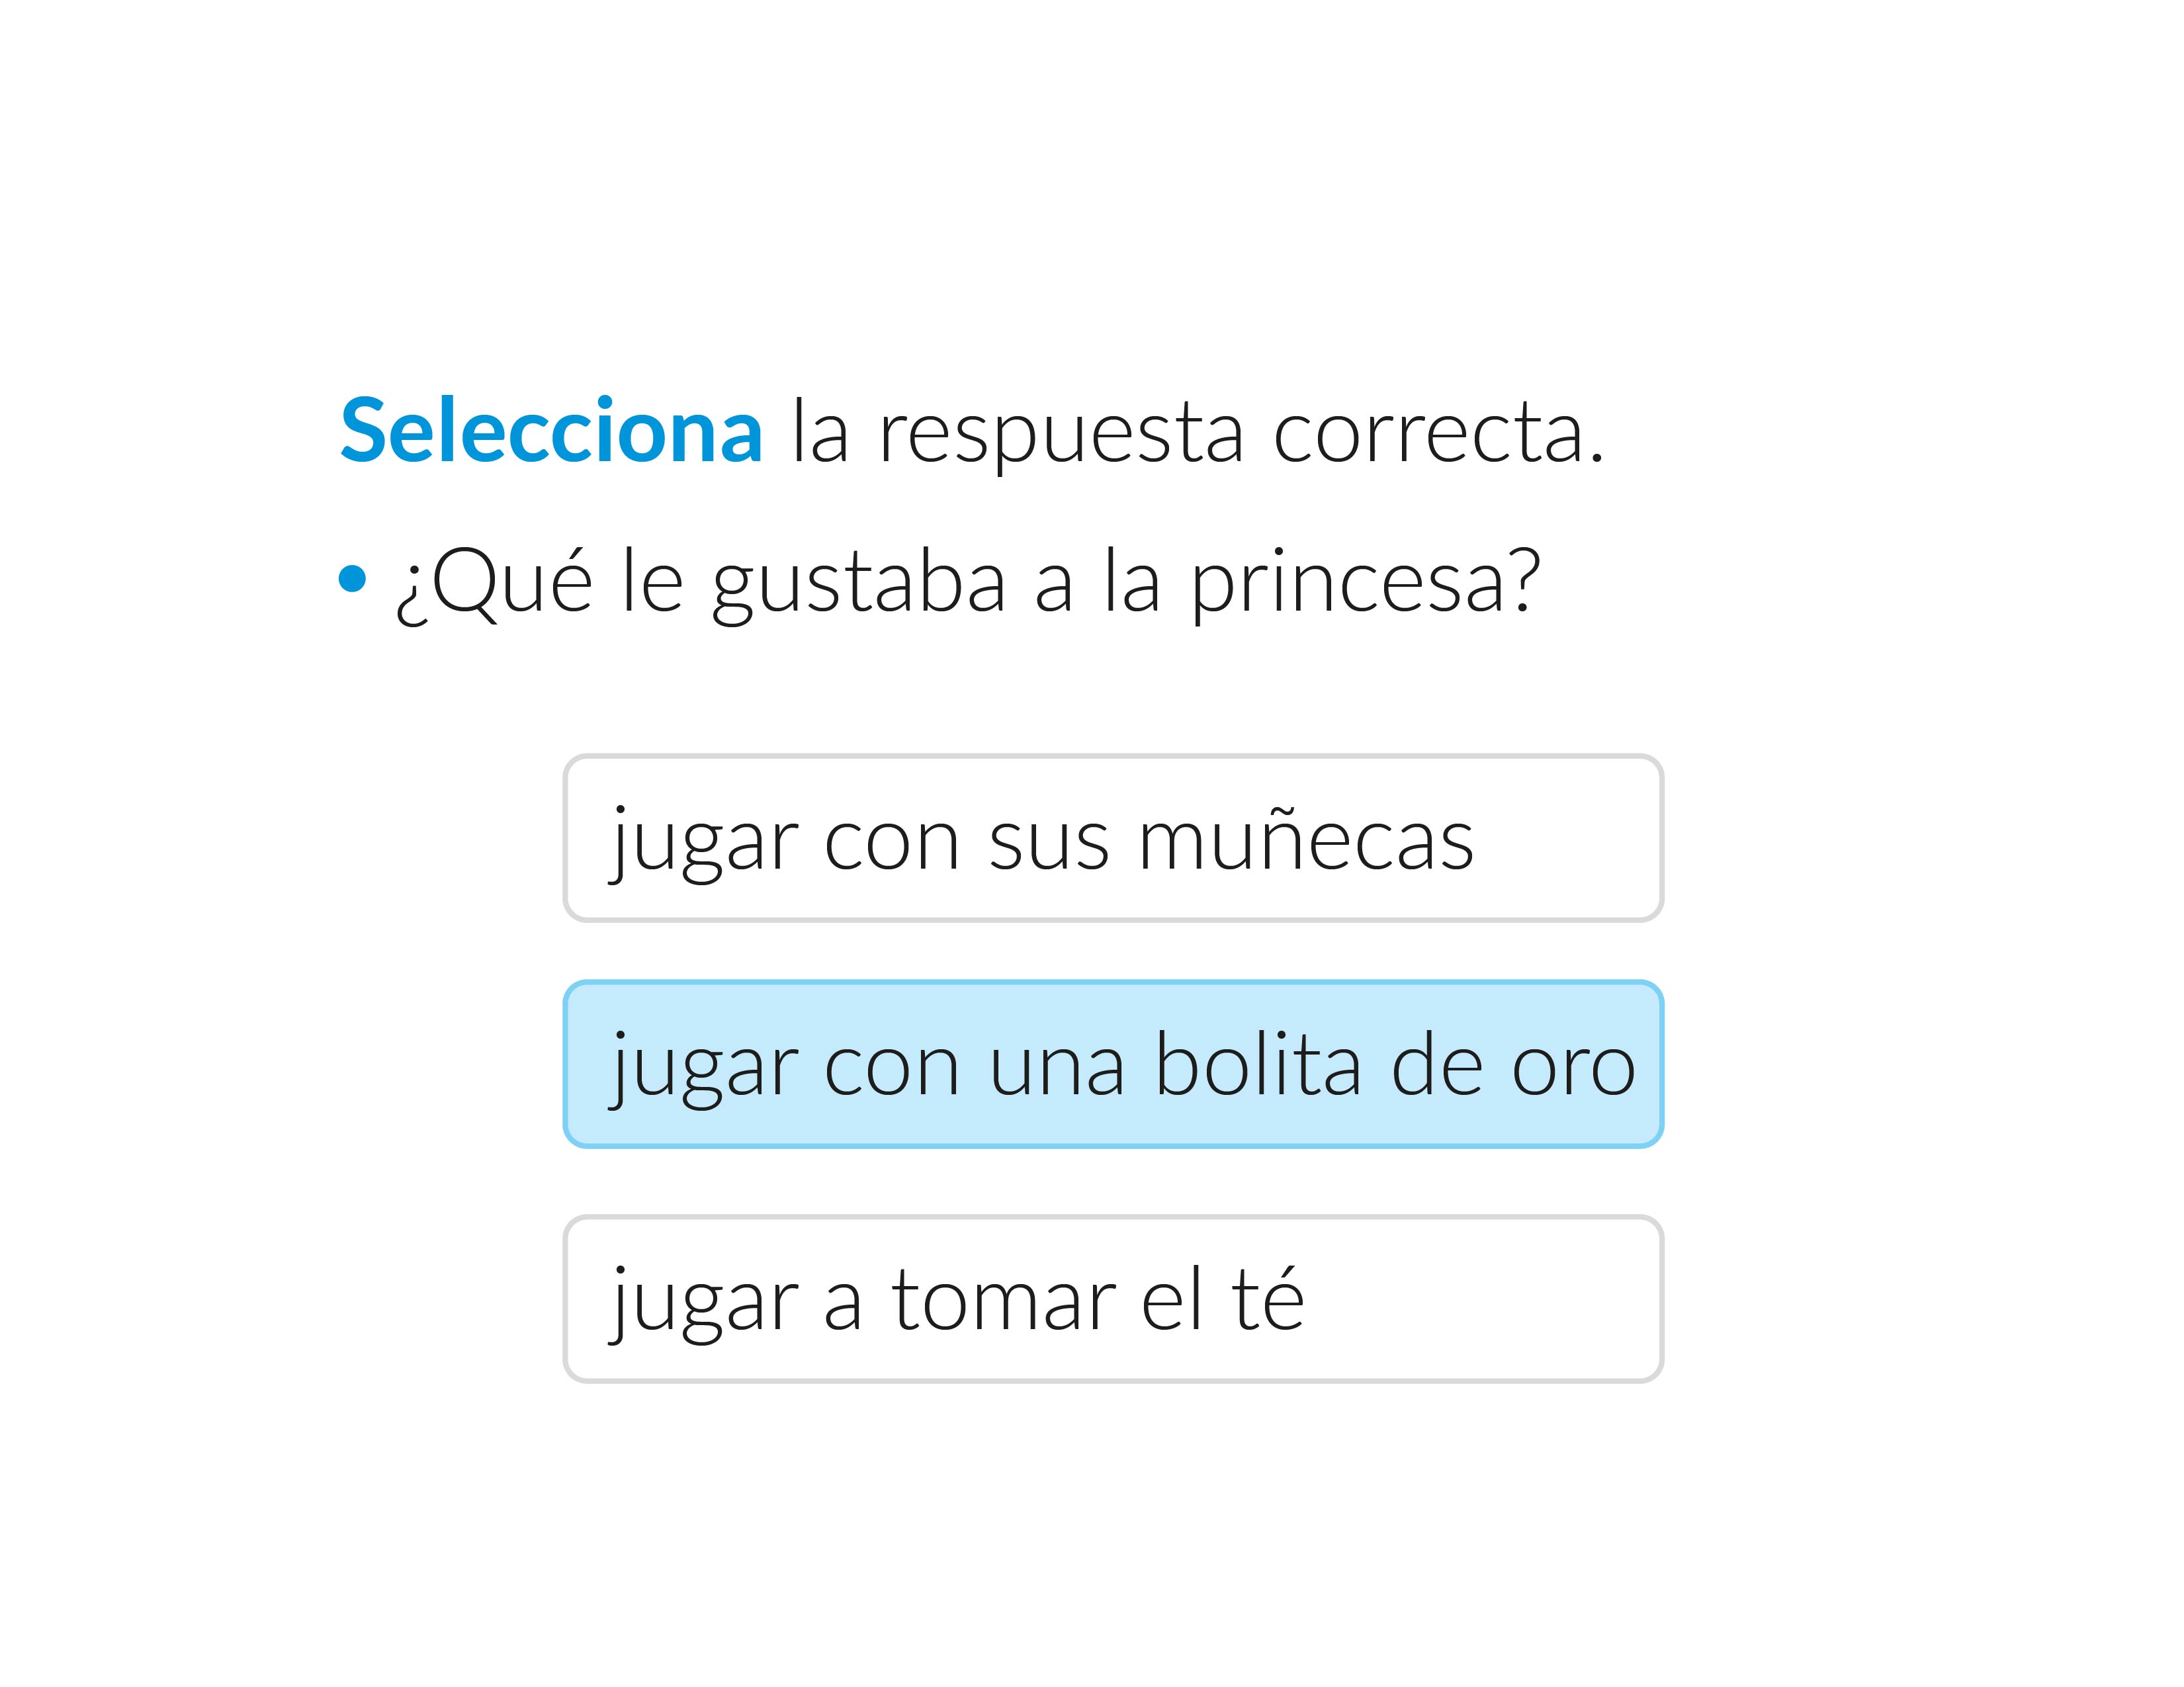 Selecciona la respuesta correcta.
• ¿Qué le gustaba a la princesa?
jugar con sus muñecas
jugar con una bolita de oro
jugar a tomar el té